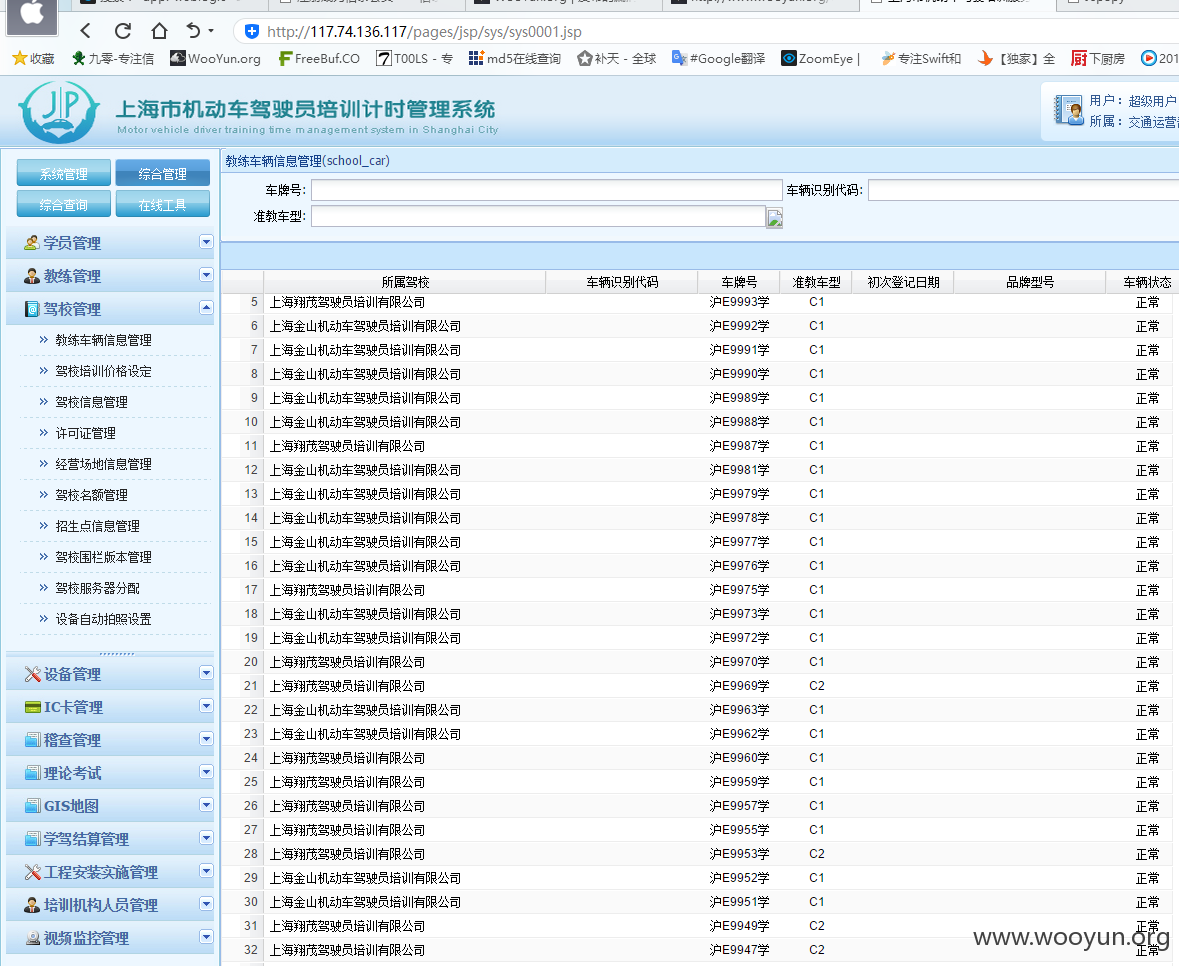 http://117.74.136.117/pages/jsp/sys/sys0001.jsp
收藏 九零-专注信 WooYun.org FreeBuf.CO T00LS - 专 md5在线查询 补天 - 全球 #Google翻译 ZoomEye | 专注Swift和 【独家】全 下厨房 201
JP 上海市机动车驾驶员培训计时管理系统
Motor vehicle driver training time management system in Shanghai City
用户：超级用户
所属：交通运营
系统管理 综合管理
综合查询 在线工具
学员管理
教练管理
驾校管理
教练车辆信息管理
驾校培训价格设定
驾校信息管理
许可证管理
经营场地信息管理
驾校名额管理
招生点信息管理
驾校围栏版本管理
驾校服务器分配
设备自动拍照设置
设备管理
IC卡管理
稽查管理
理论考试
GIS地图
学驾结算管理
工程安装实施管理
培训机构人员管理
视频监控管理
教练车辆信息管理(school_car)
车牌号: 车辆识别代码:
准教车型:
所属驾校 车辆识别代码 车牌号 准教车型 初次登记日期 品牌型号 车辆状态
5 上海翔茂驾驶员培训有限公司 沪E9993学 C1 正常
6 上海金山机动车驾驶员培训有限公司 沪E9992学 C1 正常
7 上海金山机动车驾驶员培训有限公司 沪E9991学 C1 正常
8 上海金山机动车驾驶员培训有限公司 沪E9990学 C1 正常
9 上海金山机动车驾驶员培训有限公司 沪E9989学 C1 正常
10 上海金山机动车驾驶员培训有限公司 沪E9988学 C1 正常
11 上海翔茂驾驶员培训有限公司 沪E9987学 C1 正常
12 上海金山机动车驾驶员培训有限公司 沪E9981学 C1 正常
13 上海金山机动车驾驶员培训有限公司 沪E9979学 C1 正常
14 上海金山机动车驾驶员培训有限公司 沪E9978学 C1 正常
15 上海金山机动车驾驶员培训有限公司 沪E9977学 C1 正常
16 上海金山机动车驾驶员培训有限公司 沪E9976学 C1 正常
17 上海翔茂驾驶员培训有限公司 沪E9975学 C1 正常
18 上海金山机动车驾驶员培训有限公司 沪E9973学 C1 正常
19 上海金山机动车驾驶员培训有限公司 沪E9972学 C1 正常
20 上海翔茂驾驶员培训有限公司 沪E9970学 C1 正常
21 上海翔茂驾驶员培训有限公司 沪E9969学 C2 正常
22 上海金山机动车驾驶员培训有限公司 沪E9963学 C1 正常
23 上海金山机动车驾驶员培训有限公司 沪E9962学 C1 正常
24 上海翔茂驾驶员培训有限公司 沪E9960学 C1 正常
25 上海翔茂驾驶员培训有限公司 沪E9959学 C1 正常
26 上海翔茂驾驶员培训有限公司 沪E9957学 C1 正常
27 上海翔茂驾驶员培训有限公司 沪E9955学 C1 正常
28 上海翔茂驾驶员培训有限公司 沪E9953学 C2 正常
29 上海金山机动车驾驶员培训有限公司 沪E9952学 C1 正常
30 上海金山机动车驾驶员培训有限公司 沪E9951学 C1 正常
31 上海翔茂驾驶员培训有限公司 沪E9949学 C2 正常
32 上海翔茂驾驶员培训有限公司 沪E9947学 C2 正常
www.wooyun.org